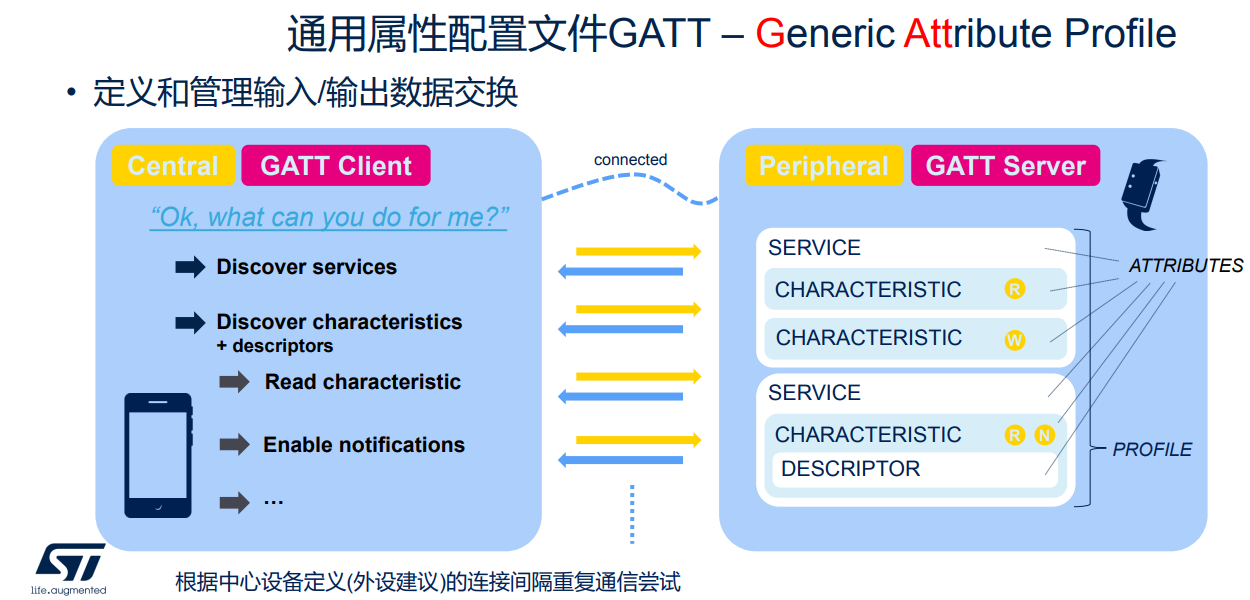 通用属性配置文件GATT – Generic Attribute Profile
• 定义和管理输入/输出数据交换
Central
GATT Client
“Ok, what can you do for me?”
Discover services
Discover characteristics
+ descriptors
Read characteristic
Enable notifications
...
connected
Peripheral
GATT Server
SERVICE
CHARACTERISTIC R
CHARACTERISTIC W
SERVICE
CHARACTERISTIC R N
DESCRIPTOR
ATTRIBUTES
PROFILE
ST
life.augmented
根据中心设备定义(外设建议)的连接间隔重复通信尝试